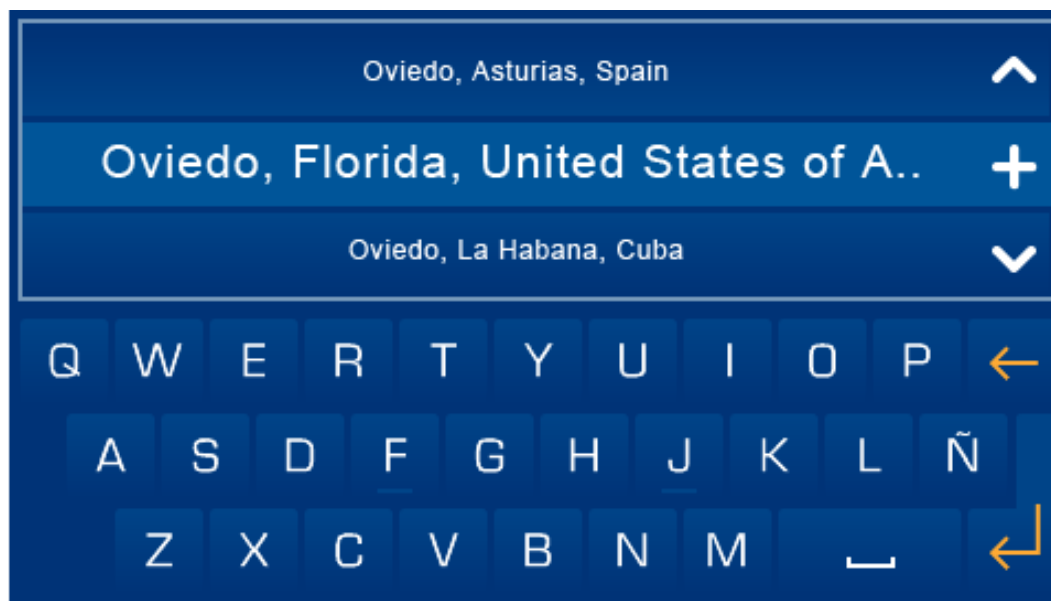 Oviedo, Asturias, Spain
Oviedo, Florida, United States of A..
Oviedo, La Habana, Cuba
Q W E R T Y U I O P
A S D F G H J K L Ñ
Z X C V B N M